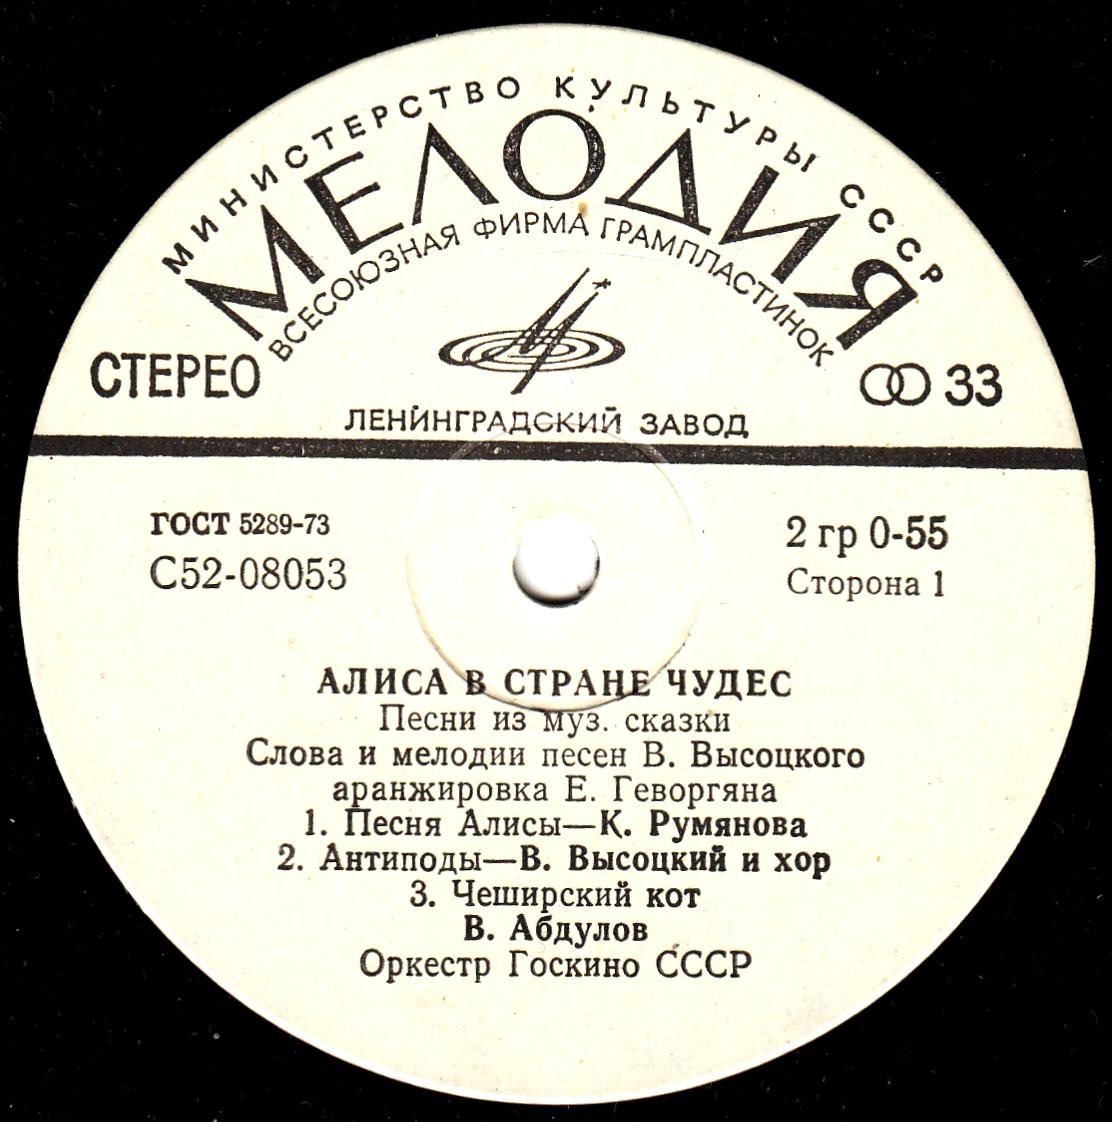 МИНИСТЕРСТВО КУЛЬТУРЫ СССР
МЕЛОДИЯ
ВСЕСОЮЗНАЯ ФИРМА ГРАМПЛАСТИНОК
СТЕРЕО
33
ЛЕНИНГРАДСКИЙ ЗАВОД
ГОСТ 5289-73
С52-08053
2 гр 0-55
Сторона 1
АЛИСА В СТРАНЕ ЧУДЕС
Песни из муз. сказки
Слова и мелодии песен В. Высоцкого
аранжировка Е. Геворгяна
1. Песня Алисы—К. Румянова
2. Антиподы—В. Высоцкий и хор
3. Чеширский кот
В. Абдулов
Оркестр Госкино СССР